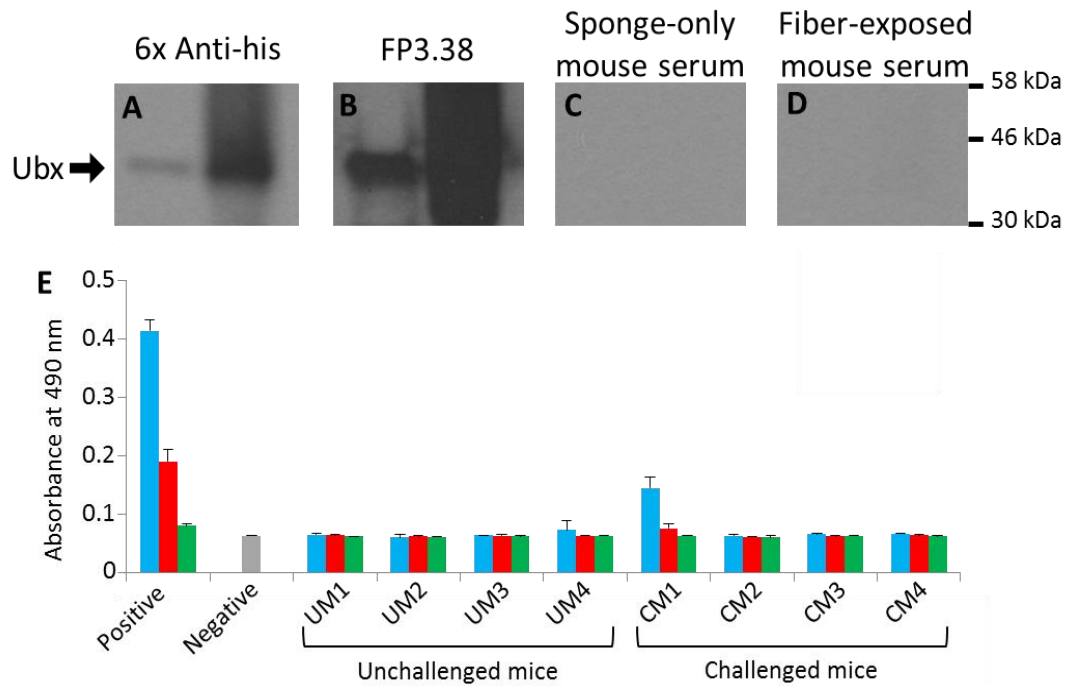 6x Anti-his
FP3.38
Sponge-only
mouse serum
Fiber-exposed
mouse serum
A
B
C
D
58 kDa
46 kDa
30 kDa
Ubx
E
Absorbance at 490 nm
0.5
0.4
0.3
0.2
0.1
0
Positive
Negative
UM1
UM2
UM3
UM4
CM1
CM2
CM3
CM4
Unchallenged mice
Challenged mice